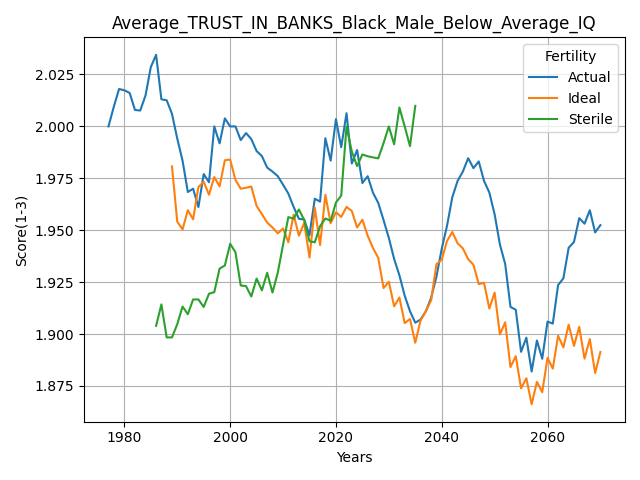 Average_TRUST_IN_BANKS_Black_Male_Below_Average_IQ
Fertility
Actual
Ideal
Sterile
Score(1-3)
2.025
2.000
1.975
1.950
1.925
1.900
1.875
1980
2000
2020
2040
2060
Years